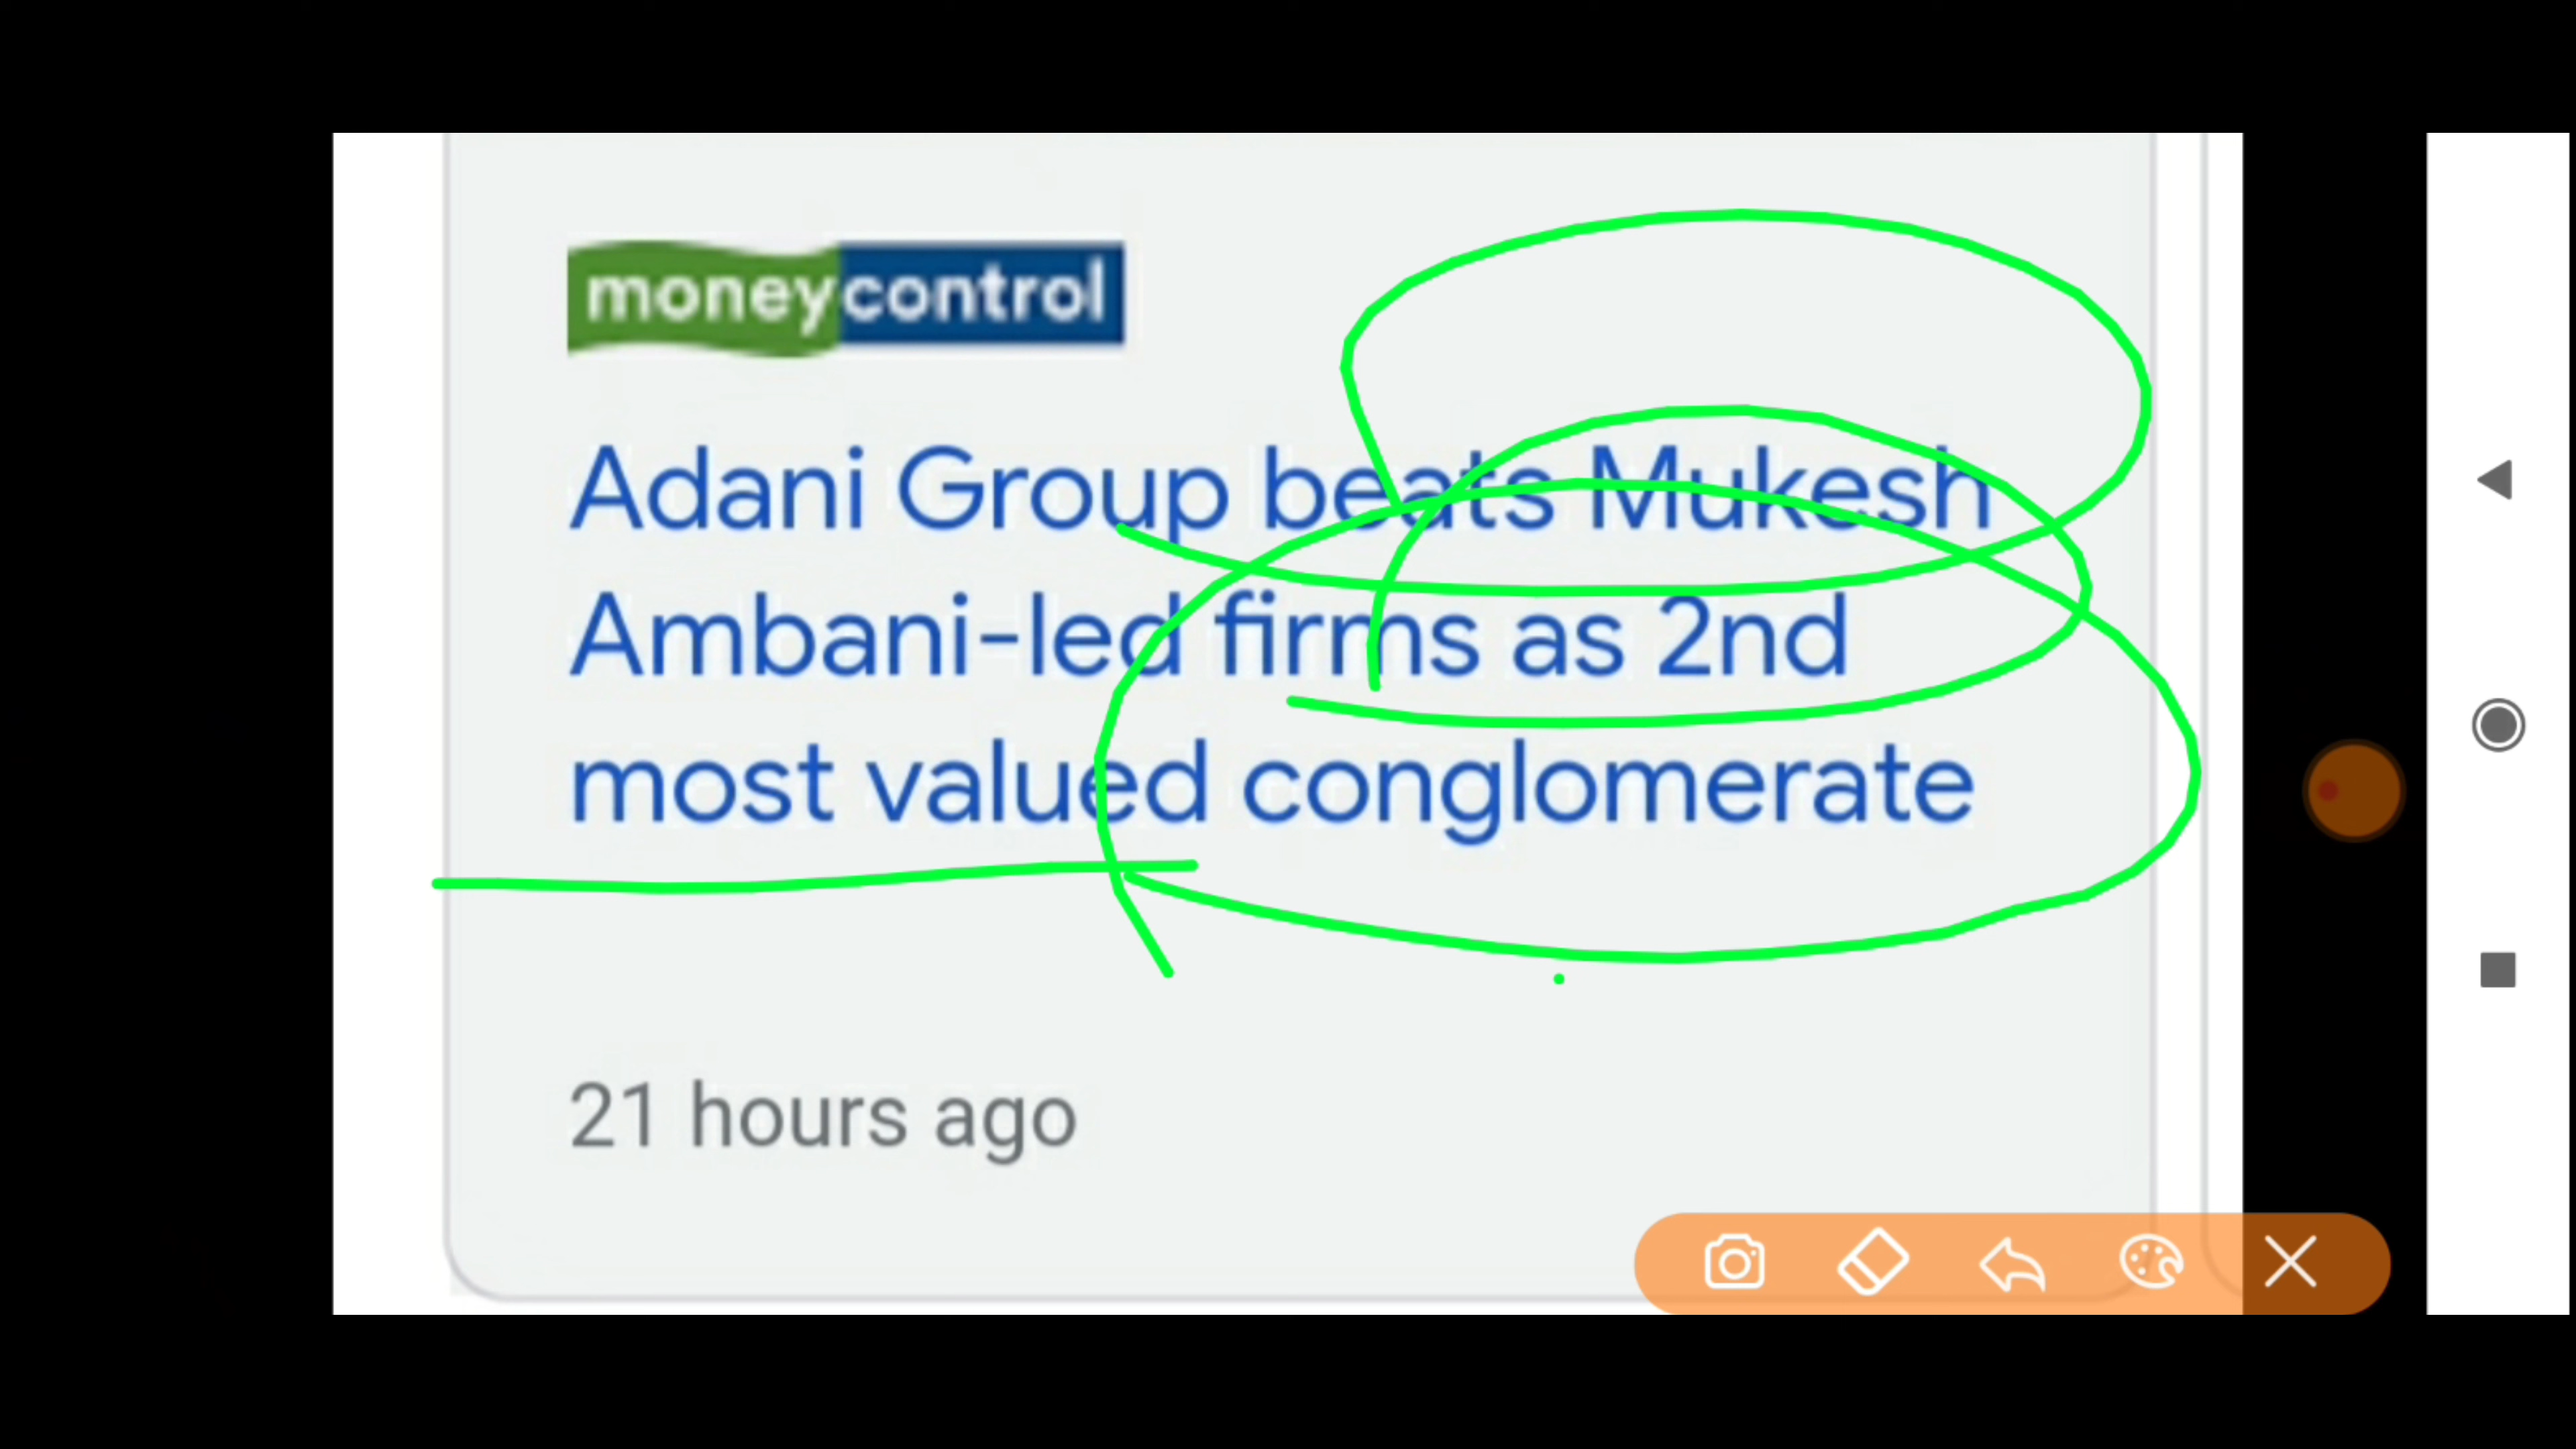 moneycontrol
Adani Group beats Mukesh
Ambani-led firms as 2nd
most valued conglomerate
21 hours ago